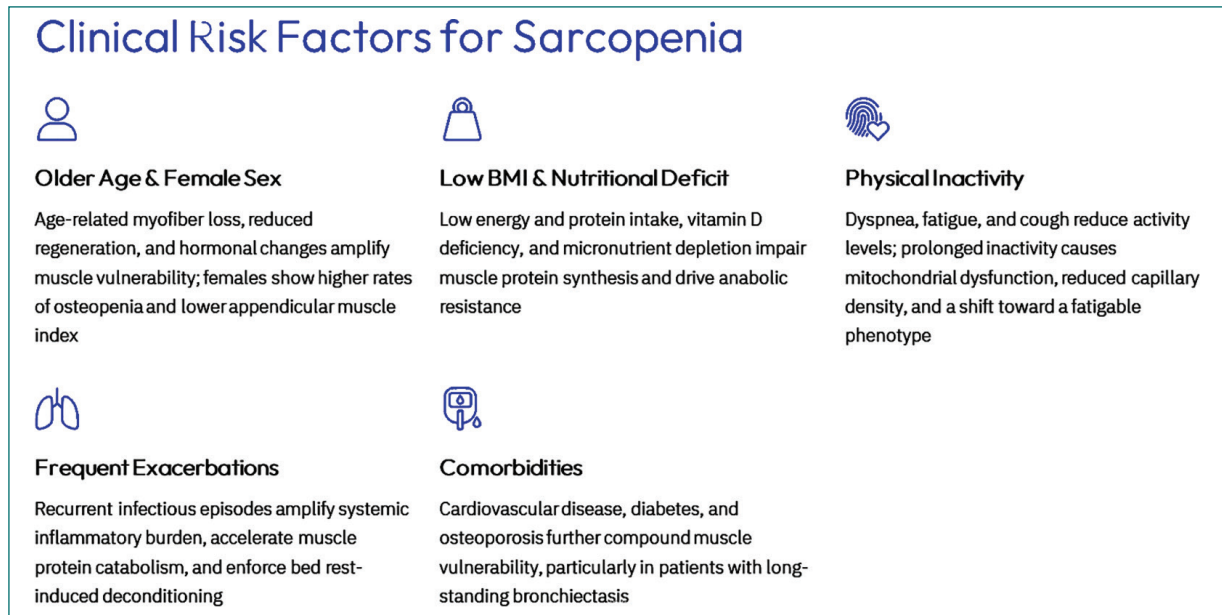 Clinical Risk Factors for Sarcopenia
Older Age & Female Sex
Age-related myofiber loss, reduced
regeneration, and hormonal changes amplify
muscle vulnerability; females show higher rates
of osteopenia and lower appendicular muscle
index
Low BMI & Nutritional Deficit
Low energy and protein intake, vitamin D
deficiency, and micronutrient depletion impair
muscle protein synthesis and drive anabolic
resistance
Physical Inactivity
Dyspnea, fatigue, and cough reduce activity
levels; prolonged inactivity causes
mitochondrial dysfunction, reduced capillary
density, and a shift toward a fatigable
phenotype
Frequent Exacerbations
Recurrent infectious episodes amplify systemic
inflammatory burden, accelerate muscle
protein catabolism, and enforce bed rest-
induced deconditioning
Comorbidities
Cardiovascular disease, diabetes, and
osteoporosis further compound muscle
vulnerability, particularly in patients with long-
standing bronchiectasis